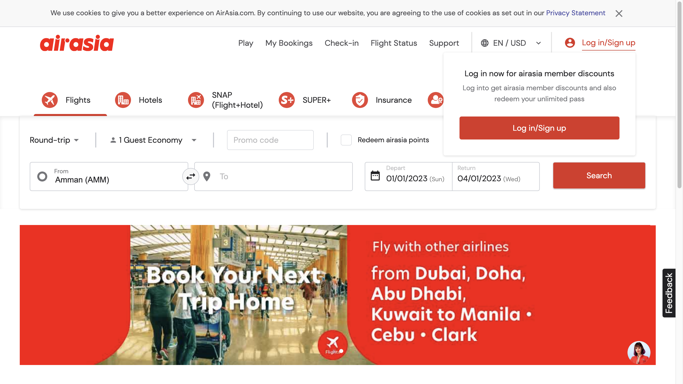 We use cookies to give you a better experience on AirAsia.com. By continuing to use our website, you are agreeing to the use of cookies as set out in our Privacy Statement
airasia
Play
My Bookings
Check-in
Flight Status
Support
EN / USD
Log in/Sign up
Log in now for airasia member discounts
Log into get airasia member discounts and also
redeem your unlimited pass
Log in/Sign up
Flights
Hotels
SNAP
(Flight+Hotel)
SUPER+
Insurance
Round-trip
1 Guest Economy
Promo code
Redeem airasia points
From
Amman (AMM)
To
Depart
01/01/2023 (Sun)
Return
04/01/2023 (Wed)
Search
Book Your Next
Trip Home
Flights
Fly with other airlines
from Dubai, Doha,
Abu Dhabi,
Kuwait to Manila •
Cebu • Clark
Feedback